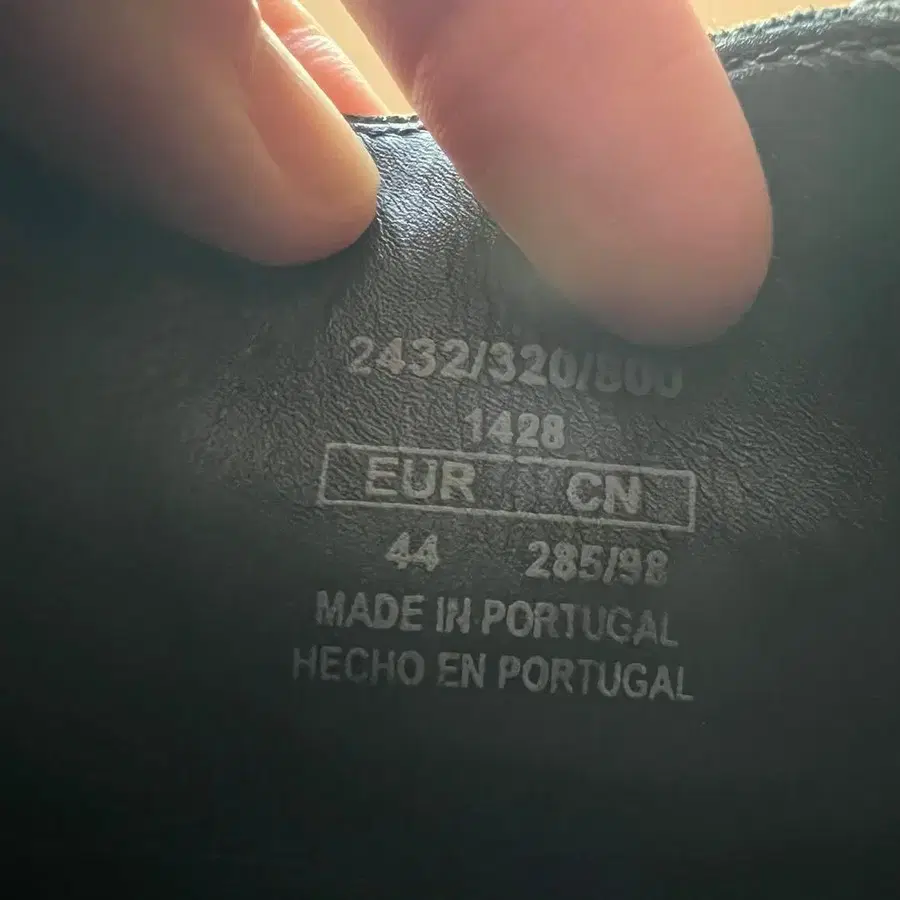 2432/320/800
1428
EUR CN
44 285/98
MADE IN PORTUGAL
HECHO EN PORTUGAL